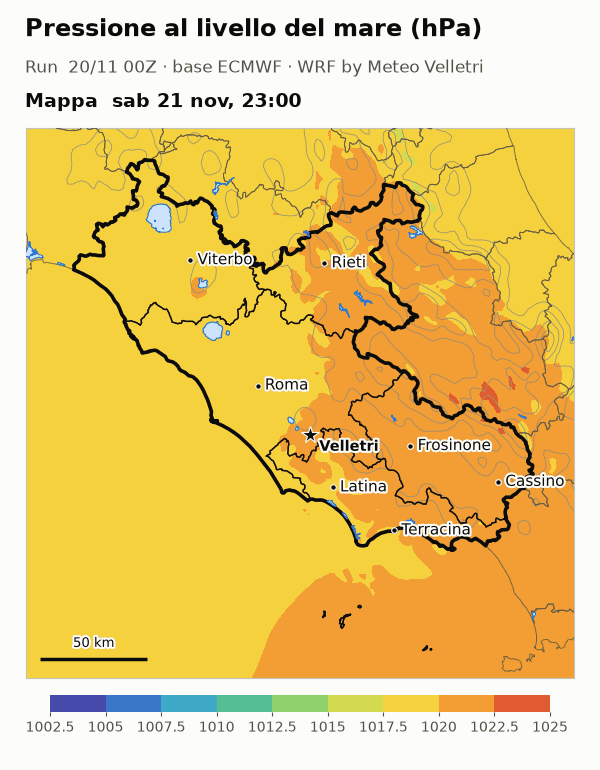 Pressione al livello del mare (hPa)
Run  20/11 00Z · base ECMWF · WRF by Meteo Velletri
Mappa  sab 21 nov, 23:00
Viterbo
Rieti
Roma
Velletri
Frosinone
Cassino
Latina
Terracina
50 km
1002.5 1005 1007.5 1010 1012.5 1015 1017.5 1020 1022.5 1025